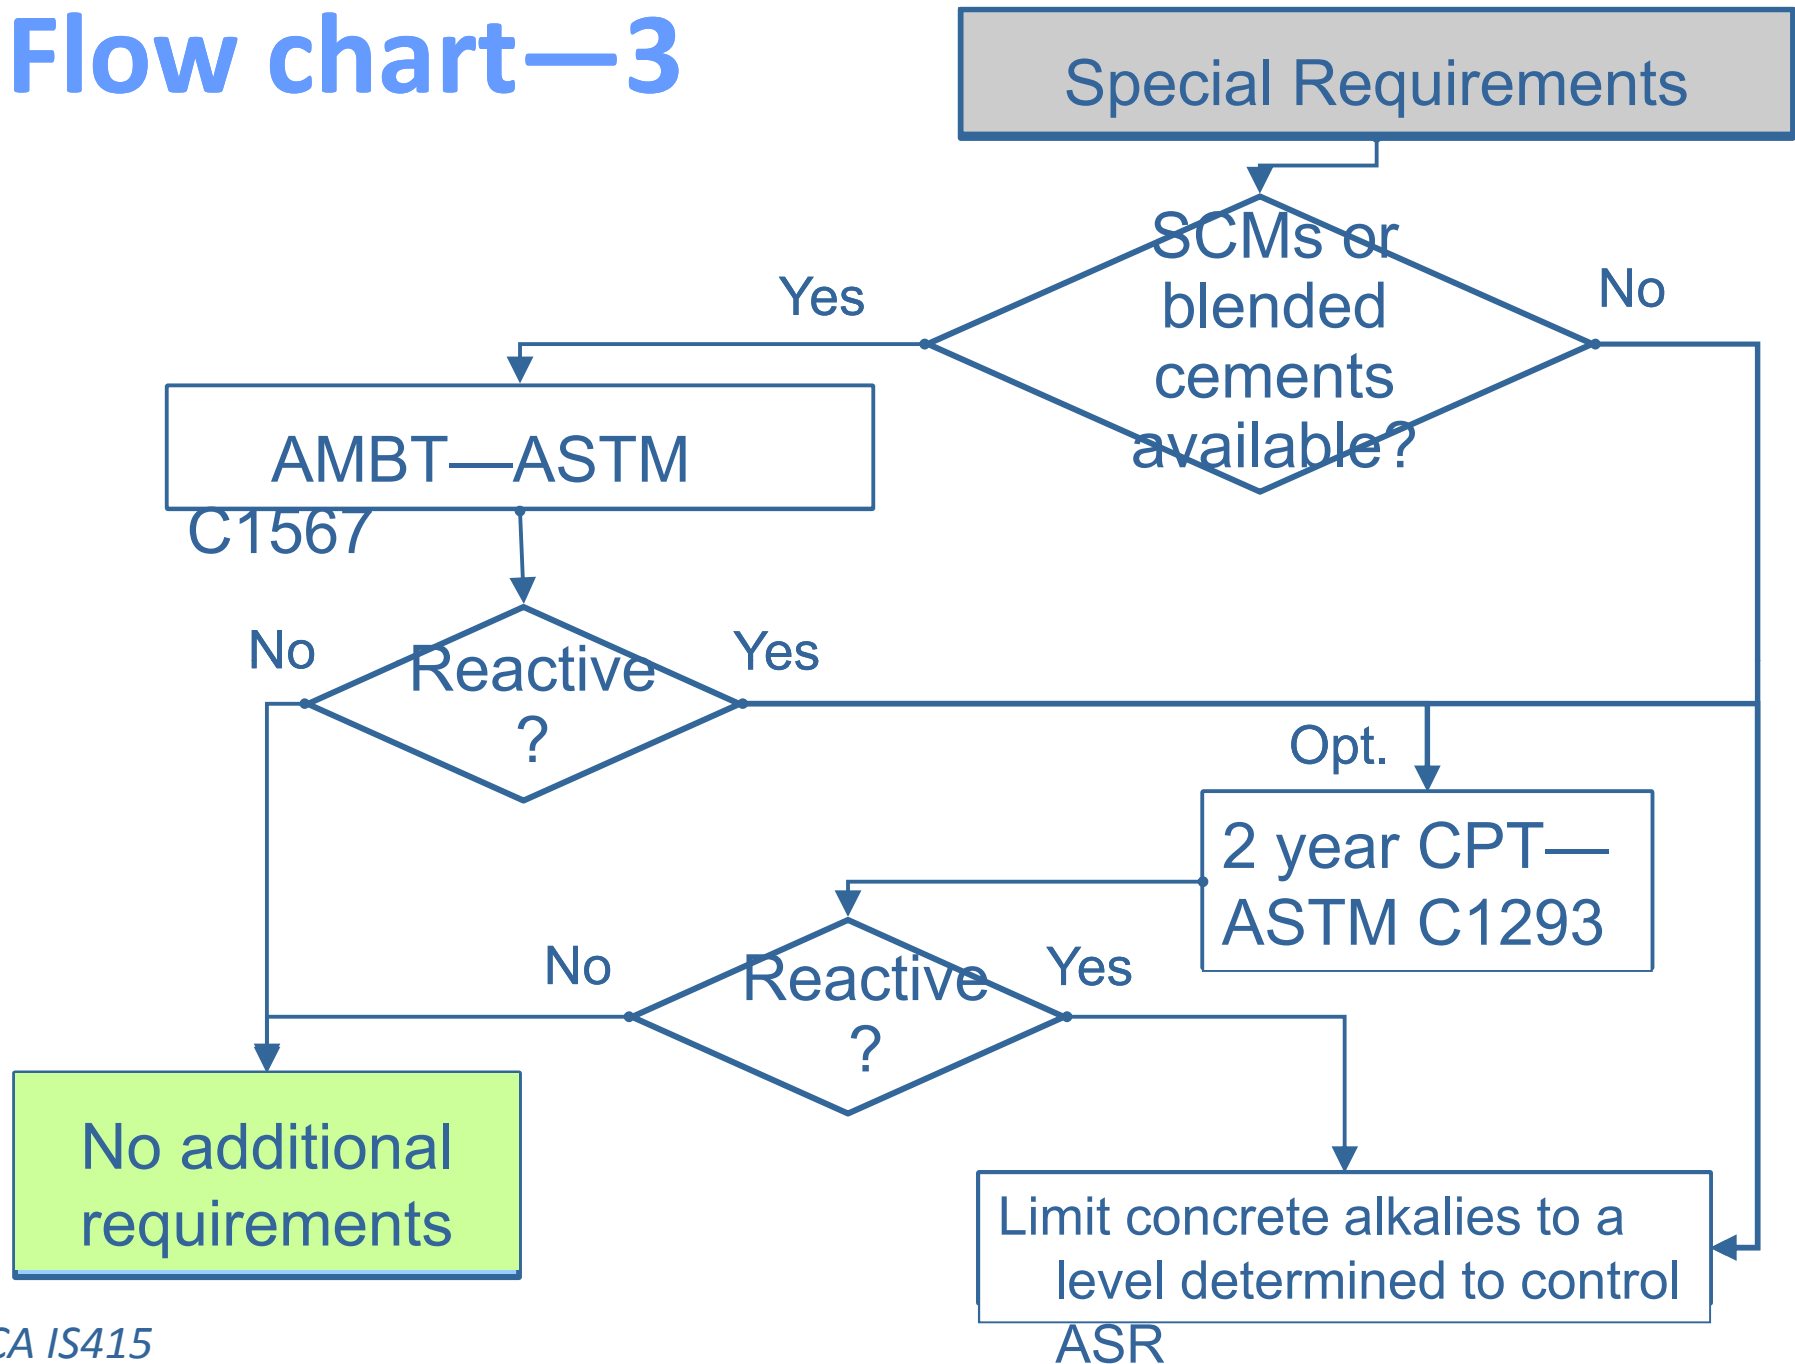 Flow chart—3
Special Requirements
SCMs or
blended
cements
available?
Yes
No
AMBT—ASTM
C1567
No
Reactive
?
Yes
Opt.
2 year CPT—
ASTM C1293
No
Reactive
?
Yes
No additional
requirements
Limit concrete alkalies to a
level determined to control
ASR
CA IS415